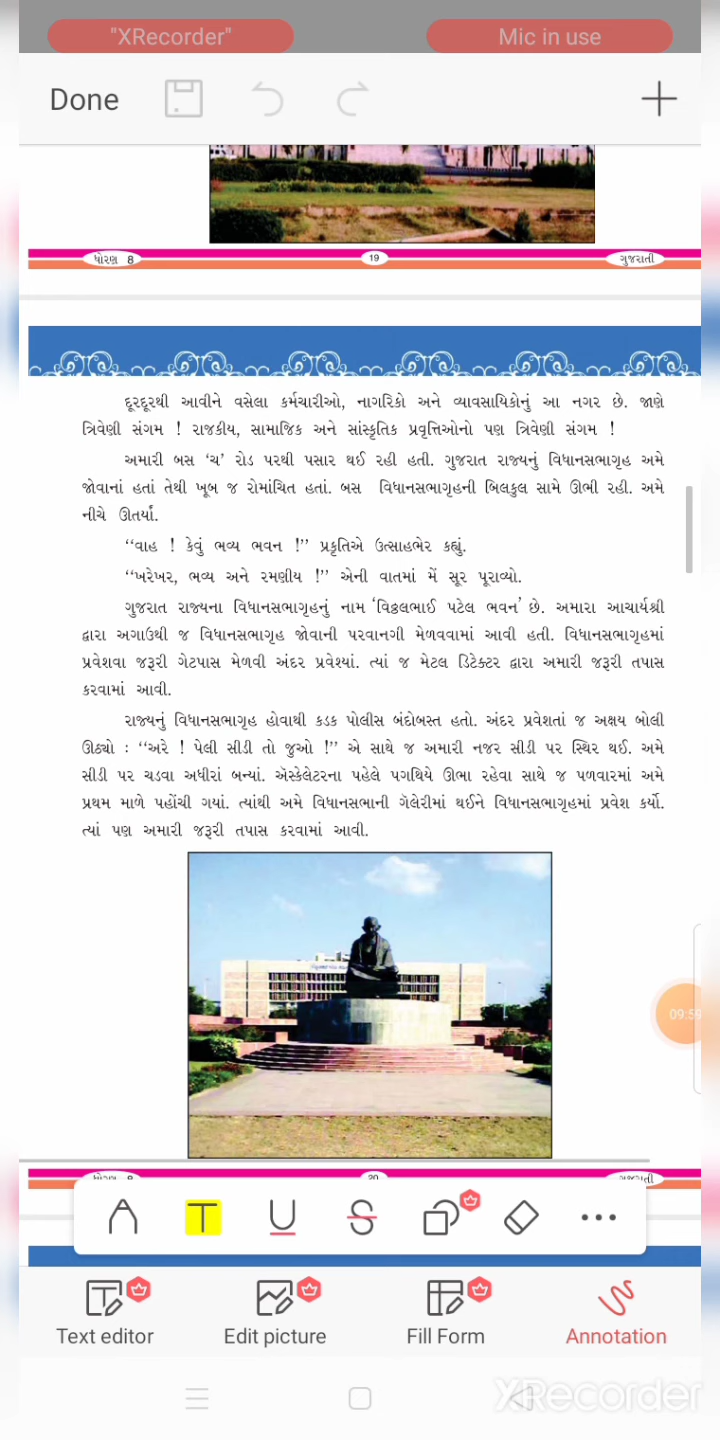 "XRecorder"
Mic in use
Done
ધોરણ 8
19
ગુજરાતી
દૂરદૂરથી આવીને વસેલા કર્મચારીઓ, નાગરિકો અને વ્યાવસાયિકોનું આ નગર છે. જાણે
ત્રિવેણી સંગમ ! રાજકીય, સામાજિક અને સાંસ્કૃતિક પ્રવૃત્તિઓનો પણ ત્રિવેણી સંગમ !
અમારી બસ ‘ચ’ રોડ પરથી પસાર થઈ રહી હતી. ગુજરાત રાજ્યનું વિધાનસભાગૃહ અમે
જોવાનાં હતાં તેથી ખૂબ જ રોમાંચિત હતાં. બસ વિધાનસભાગૃહની બિલકુલ સામે ઊભી રહી. અમે
નીચે ઊતર્યાં.
‘‘વાહ ! કેવું ભવ્ય ભવન !’’ પ્રકૃતિએ ઉત્સાહભેર કહ્યું.
‘‘ખરેખર, ભવ્ય અને રમણીય !’’ એની વાતમાં મેં સૂર પૂરાવ્યો.
ગુજરાત રાજ્યના વિધાનસભાગૃહનું નામ ‘વિઠ્ઠલભાઈ પટેલ ભવન’ છે. અમારા આચાર્યશ્રી
દ્વારા અગાઉથી જ વિધાનસભાગૃહ જોવાની પરવાનગી મેળવવામાં આવી હતી. વિધાનસભાગૃહમાં
પ્રવેશવા જરૂરી ગેટપાસ મેળવી અંદર પ્રવેશ્યાં. ત્યાં જ મેટલ ડિટેક્ટર દ્વારા અમારી જરૂરી તપાસ
કરવામાં આવી.
રાજ્યનું વિધાનસભાગૃહ હોવાથી કડક પોલીસ બંદોબસ્ત હતો. અંદર પ્રવેશતાં જ અક્ષય બોલી
ઊઠ્યો : ‘‘અરે ! પેલી સીડી તો જુઓ !’’ એ સાથે જ અમારી નજર સીડી પર સ્થિર થઈ. અમે
સીડી પર ચડવા અધીરાં બન્યાં. ઍસ્કેલેટરના પહેલે પગથિયે ઊભા રહેવા સાથે જ પળવારમાં અમે
પ્રથમ માળે પહોંચી ગયાં. ત્યાંથી અમે વિધાનસભાની ગૅલેરીમાં થઈને વિધાનસભાગૃહમાં પ્રવેશ કર્યો.
ત્યાં પણ અમારી જરૂરી તપાસ કરવામાં આવી.
09:59
ધોરણ 8
20
ગુજરાતી
Text editor
Edit picture
Fill Form
Annotation
XRecorder